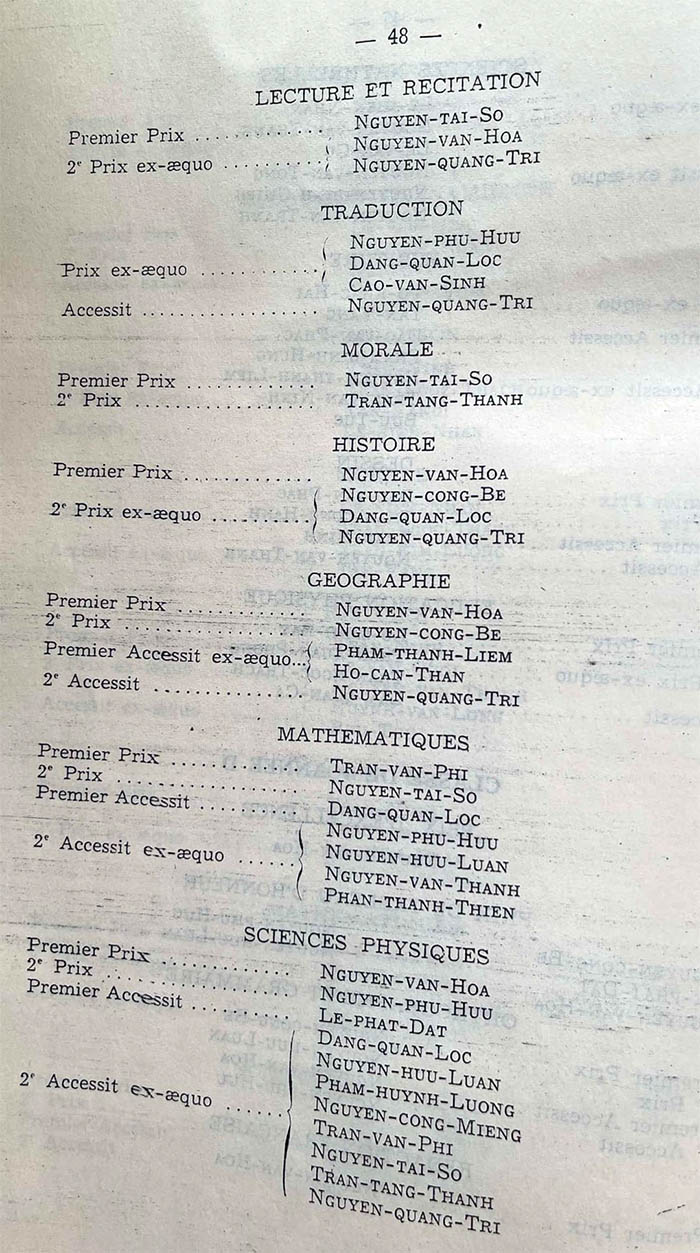 — 48 —
LECTURE ET RECITATION
Premier Prix .............. NGUYEN-TAI-SO
2e Prix ex-æquo ........... NGUYEN-VAN-HOA
NGUYEN-QUANG-TRI
TRADUCTION
Prix ex-æquo ............. NGUYEN-PHU-HUU
DANG-QUAN-LOC
CAO-VAN-SINH
Accessit .................. NGUYEN-QUANG-TRI
MORALE
Premier Prix .............. NGUYEN-TAI-SO
2e Prix .................. TRAN-TANG-THANH
HISTOIRE
Premier Prix .............. NGUYEN-VAN-HOA
2e Prix ex-æquo .......... NGUYEN-CONG-BE
DANG-QUAN-LOC
NGUYEN-QUANG-TRI
GEOGRAPHIE
Premier Prix .............. NGUYEN-VAN-HOA
2e Prix .................. NGUYEN-CONG-BE
Premier Accessit ex-æquo... PHAM-THANH-LIEM
HO-CAN-THAN
2e Accessit .............. NGUYEN-QUANG-TRI
MATHEMATIQUES
Premier Prix .............. TRAN-VAN-PHI
2e Prix .................. NGUYEN-TAI-SO
Premier Accessit .......... DANG-QUAN-LOC
2e Accessit ex-æquo ...... NGUYEN-PHU-HUU
NGUYEN-HUU-LUAN
NGUYEN-VAN-THANH
PHAN-THANH-THIEN
SCIENCES PHYSIQUES
Premier Prix .............. NGUYEN-VAN-HOA
2e Prix .................. NGUYEN-PHU-HUU
Premier Accessit .......... LE-PHAT-DAT
2e Accessit ex-æquo ...... DANG-QUAN-LOC
NGUYEN-HUU-LUAN
PHAM-HUYNH-LUONG
NGUYEN-CONG-MIENG
TRAN-VAN-PHI
NGUYEN-TAI-SO
TRAN-TANG-THANH
NGUYEN-QUANG-TRI